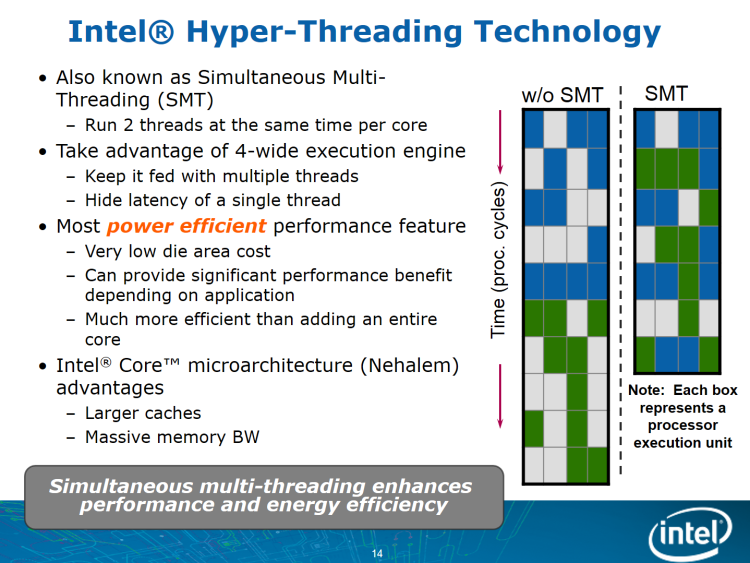 Intel® Hyper-Threading Technology
• Also known as Simultaneous Multi-
Threading (SMT)
– Run 2 threads at the same time per core
• Take advantage of 4-wide execution engine
– Keep it fed with multiple threads
– Hide latency of a single thread
• Most power efficient performance feature
– Very low die area cost
– Can provide significant performance benefit
depending on application
– Much more efficient than adding an entire
core
• Intel® Core™ microarchitecture (Nehalem)
advantages
– Larger caches
– Massive memory BW
w/o SMT
SMT
Time (proc. cycles)
Note: Each box
represents a
processor
execution unit
Simultaneous multi-threading enhances
performance and energy efficiency
14
intel®